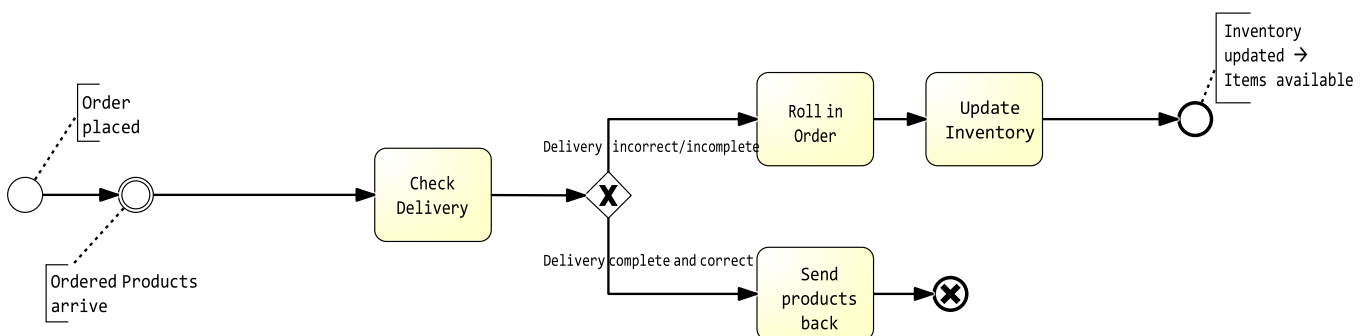 Order
placed
Ordered Products
arrive
Check
Delivery
Delivery incorrect/incomplete
Delivery complete and correct
Roll in
Order
Update
Inventory
Send
products
back
Inventory
updated →
Items available